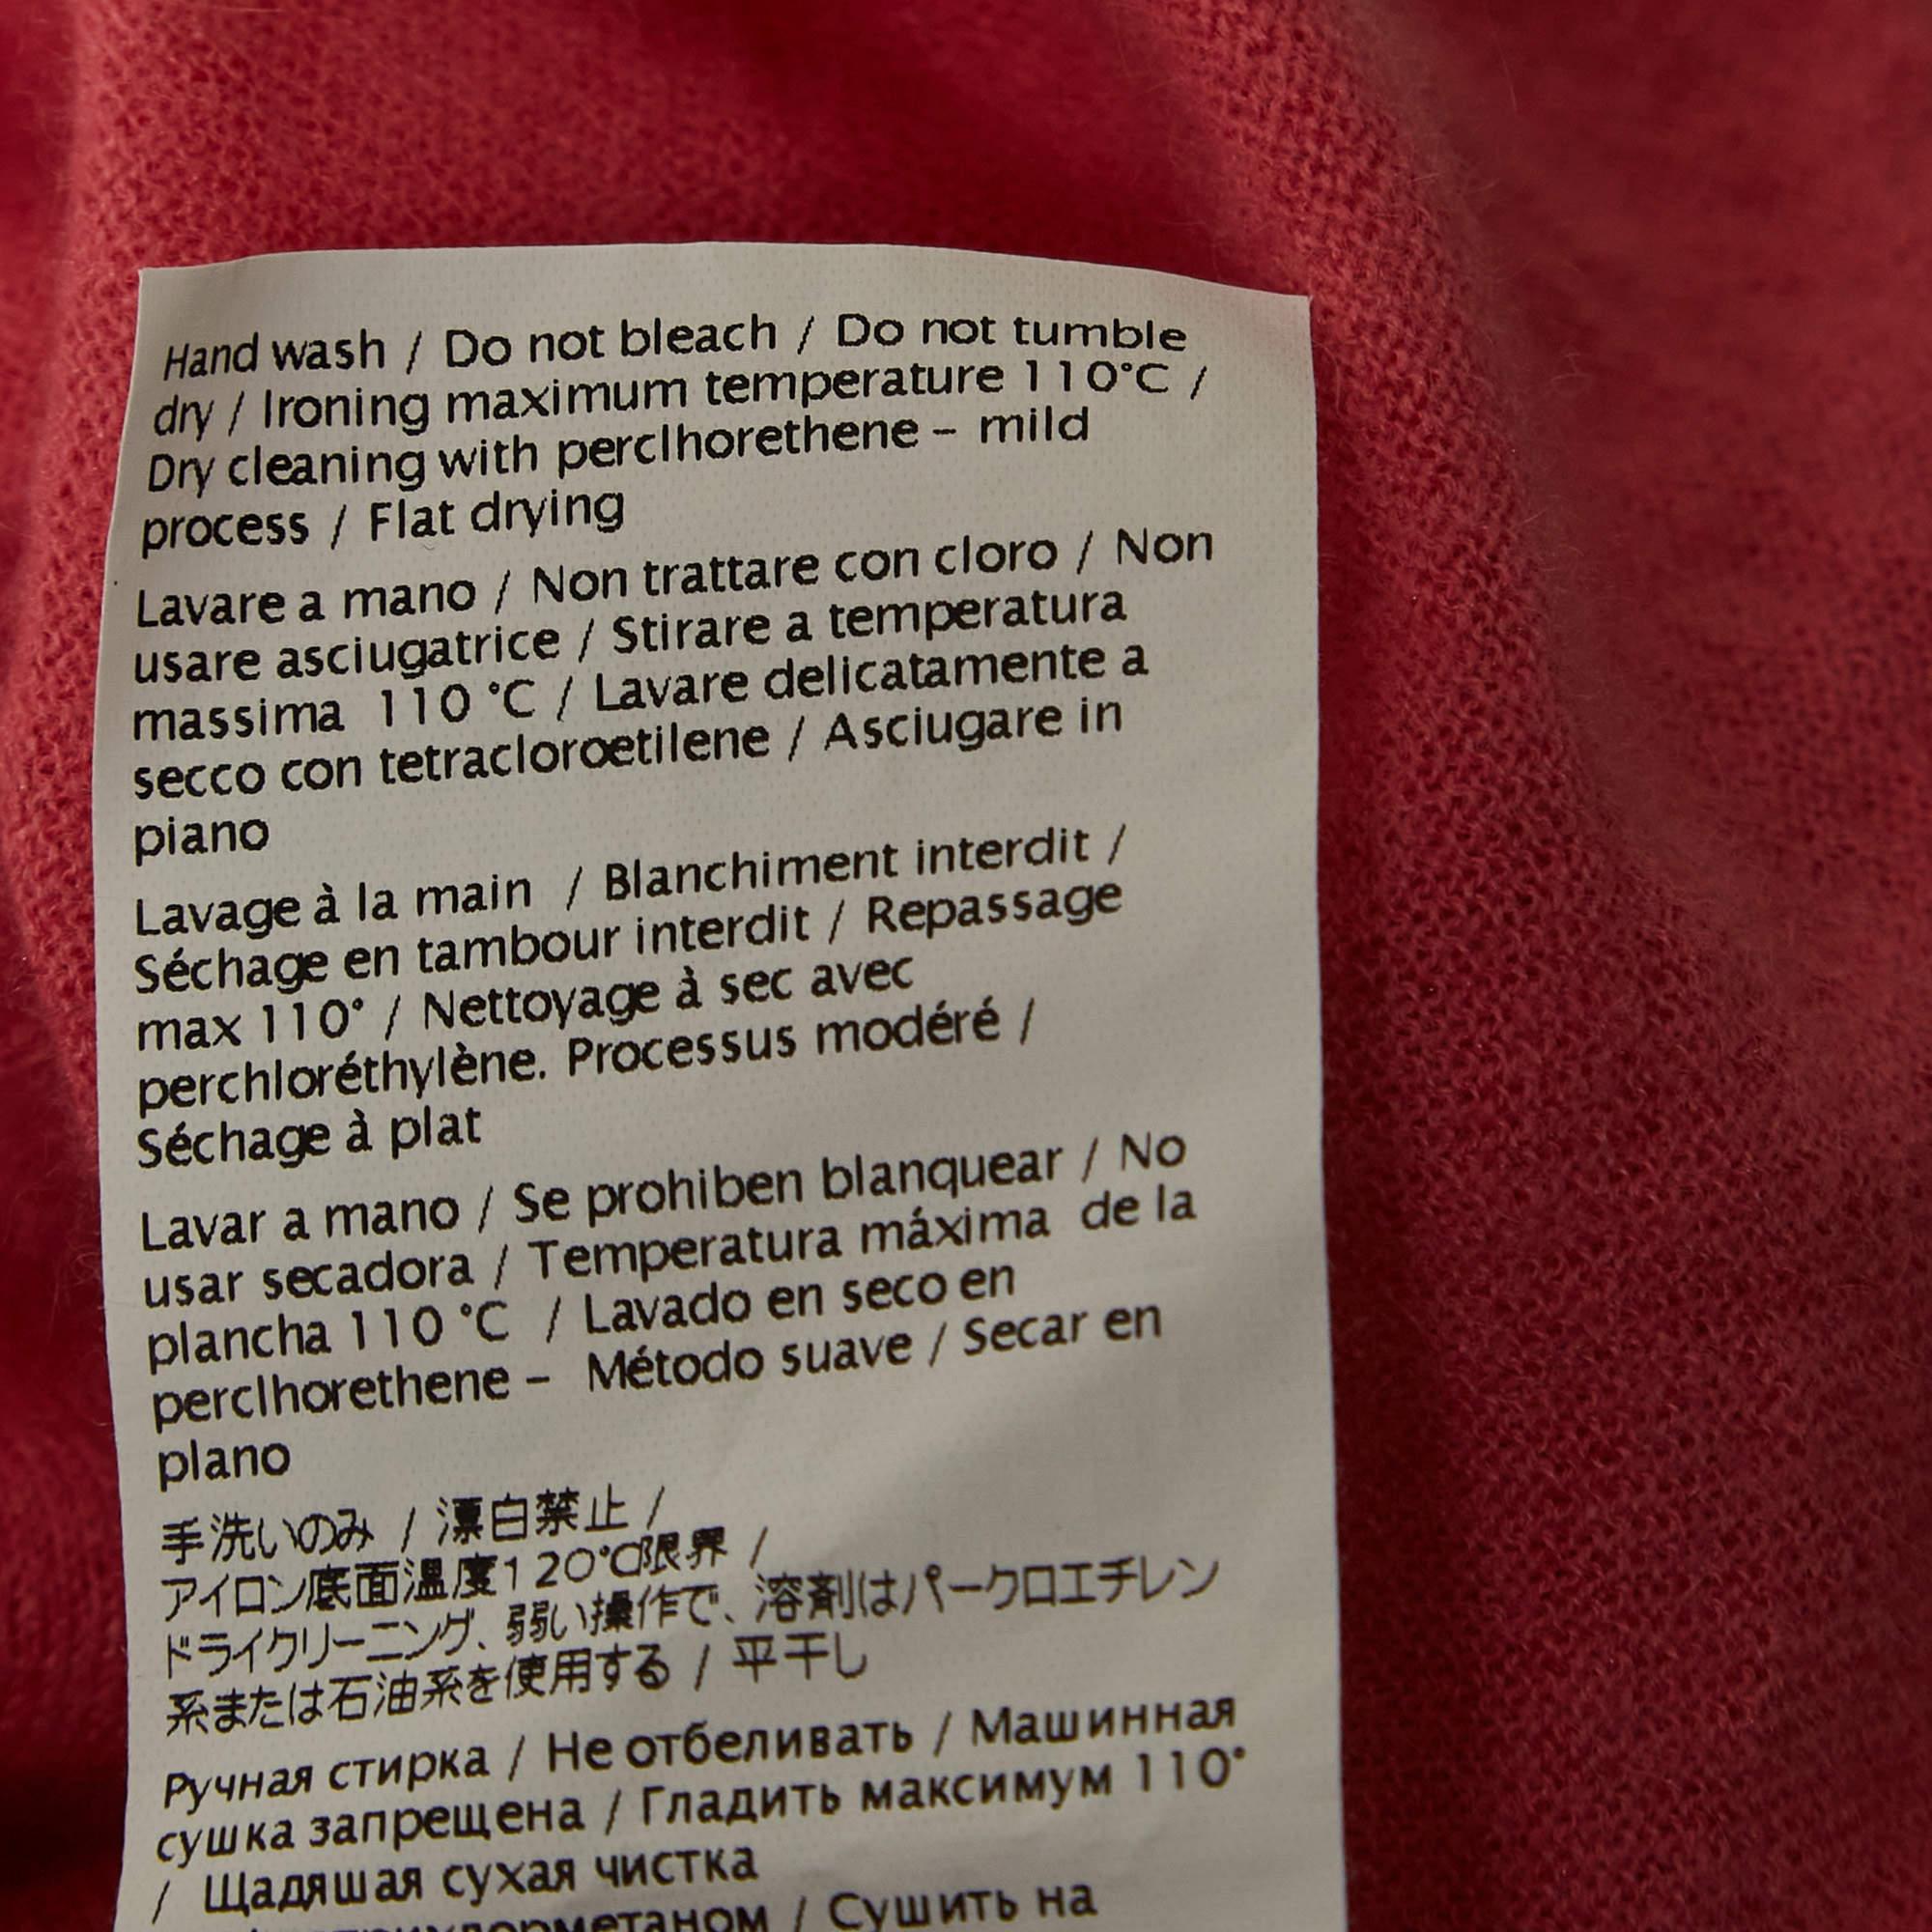 Hand wash / Do not bleach / Do not tumble
dry / Ironing maximum temperature 110°C /
Dry cleaning with perclhorethene – mild
process / Flat drying
Lavare a mano / Non trattare con cloro / Non
usare asciugatrice / Stirare a temperatura
massima 110 °C / Lavare delicatamente a
secco con tetracloroetilene / Asciugare in
piano
Lavage à la main / Blanchiment interdit /
Séchage en tambour interdit / Repassage
max 110° / Nettoyage à sec avec
perchloréthylène. Processus modéré /
Séchage à plat
Lavar a mano / Se prohiben blanquear / No
usar secadora / Temperatura máxima de la
plancha 110 °C / Lavado en seco en
perclhorethene – Método suave / Secar en
plano
手洗いのみ / 漂白禁止 /
アイロン底面温度120℃限界 /
ドライクリーニング、弱い操作で、溶剤はパークロエチレン
系または石油系を使用する / 平干し
Ручная стирка / Не отбеливать / Машинная
сушка запрещена / Гладить максимум 110°
/ Щадяшая сухая чистка
/ Сушить на